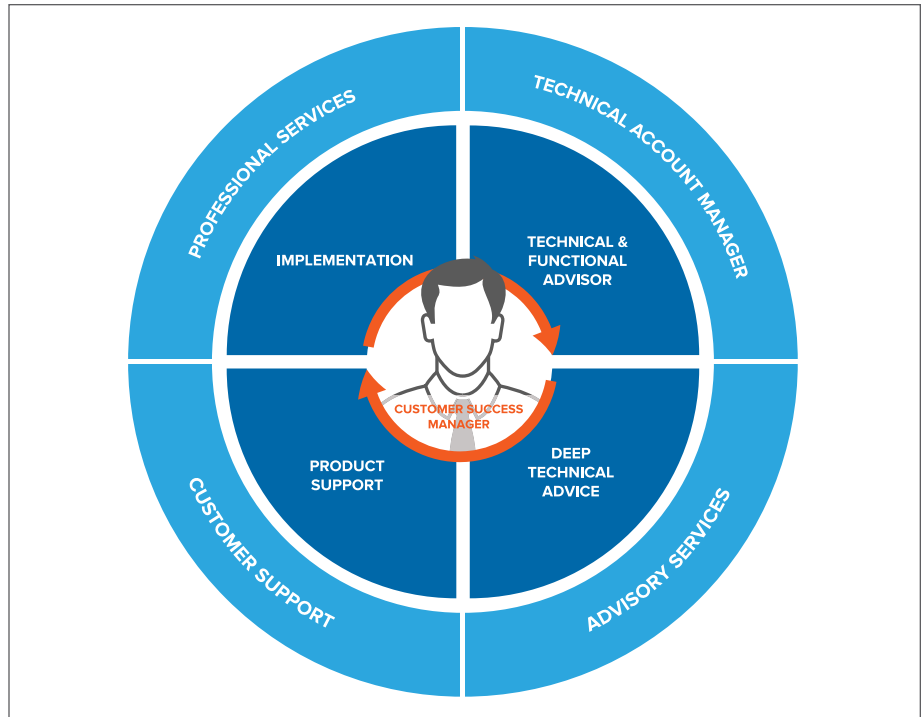 PROFESSIONAL SERVICES
TECHNICAL ACCOUNT MANAGER
IMPLEMENTATION
TECHNICAL &
FUNCTIONAL
ADVISOR
CUSTOMER SUCCESS
MANAGER
PRODUCT
SUPPORT
DEEP
TECHNICAL
ADVICE
CUSTOMER SUPPORT
ADVISORY SERVICES